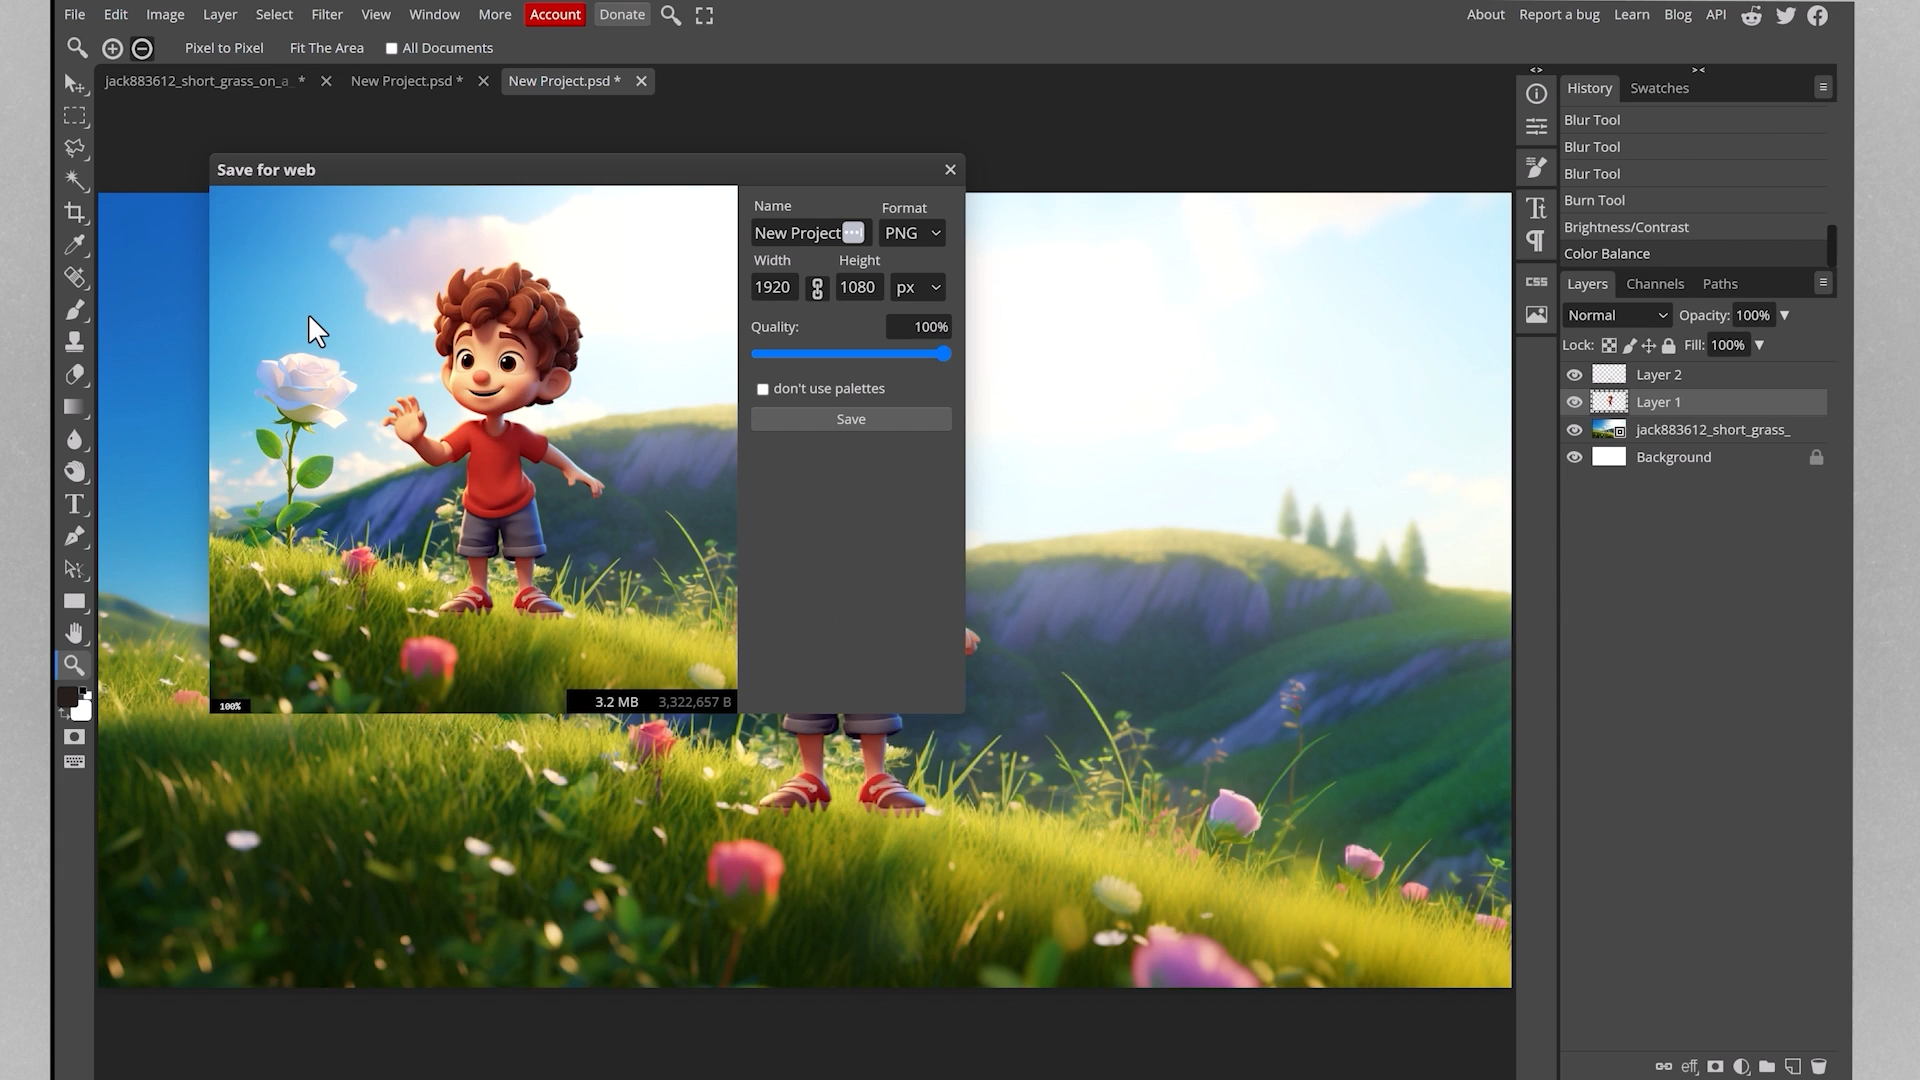 File Edit Image Layer Select Filter View Window More Account Donate About Report a bug Learn Blog API
Pixel to Pixel Fit The Area All Documents
jack883612_short_grass_on_a * New Project.psd * New Project.psd *
Save for web
Name Format
New Project PNG
Width Height
1920 1080 px
Quality: 100%
don't use palettes
Save
100% 3.2 MB 3,322,657 B
CSS
History Swatches
Blur Tool
Blur Tool
Blur Tool
Burn Tool
Brightness/Contrast
Color Balance
Layers Channels Paths
Normal Opacity: 100%
Lock: Fill: 100%
Layer 2
Layer 1
jack883612_short_grass_
Background
eff